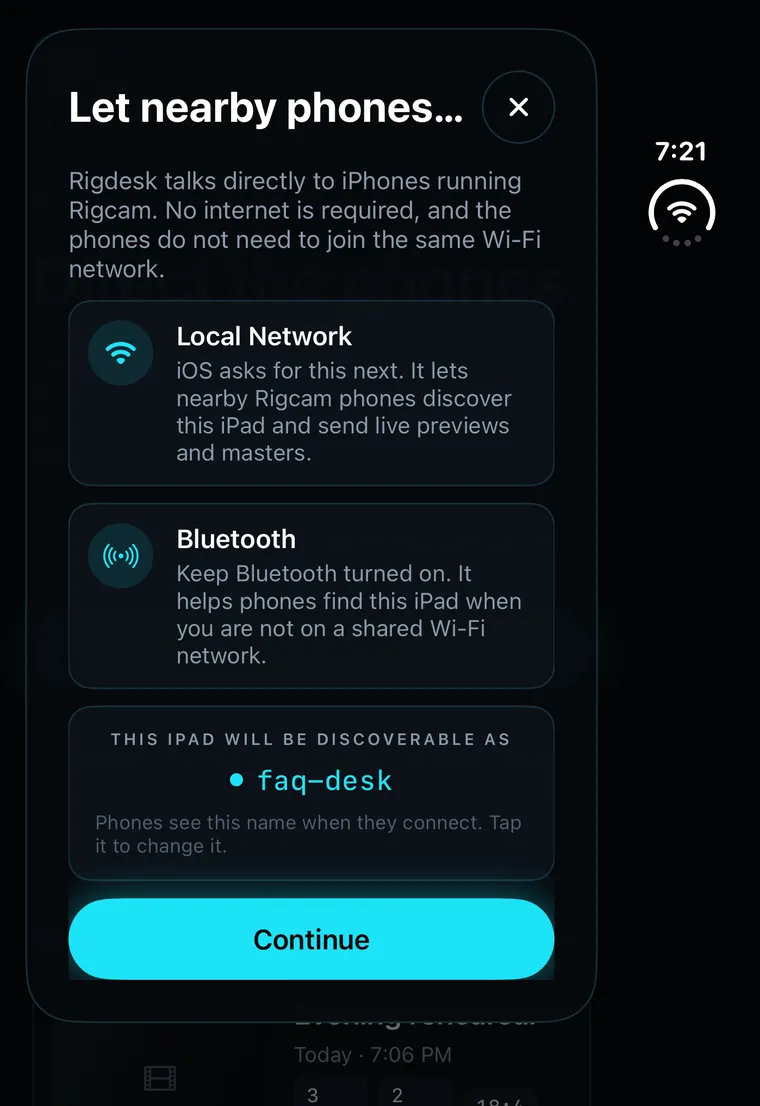 Let nearby phones...
7:21
Rigdesk talks directly to iPhones running
Rigcam. No internet is required, and the
phones do not need to join the same Wi-Fi
network.
Local Network
iOS asks for this next. It lets
nearby Rigcam phones discover
this iPad and send live previews
and masters.
Bluetooth
Keep Bluetooth turned on. It
helps phones find this iPad when
you are not on a shared Wi-Fi
network.
THIS IPAD WILL BE DISCOVERABLE AS
faq-desk
Phones see this name when they connect. Tap
it to change it.
Continue
Evening rehearsal
Today · 7:06 PM
3
2
18:4